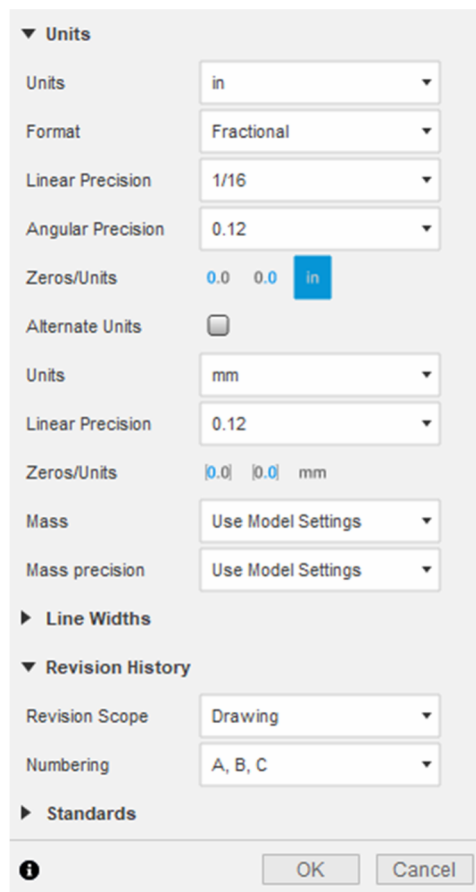 Units
Units in
Format Fractional
Linear Precision 1/16
Angular Precision 0.12
Zeros/Units 0.0 0.0 in
Alternate Units
Units mm
Linear Precision 0.12
Zeros/Units |0.0| |0.0| mm
Mass Use Model Settings
Mass precision Use Model Settings
Line Widths
Revision History
Revision Scope Drawing
Numbering A, B, C
Standards
OK Cancel